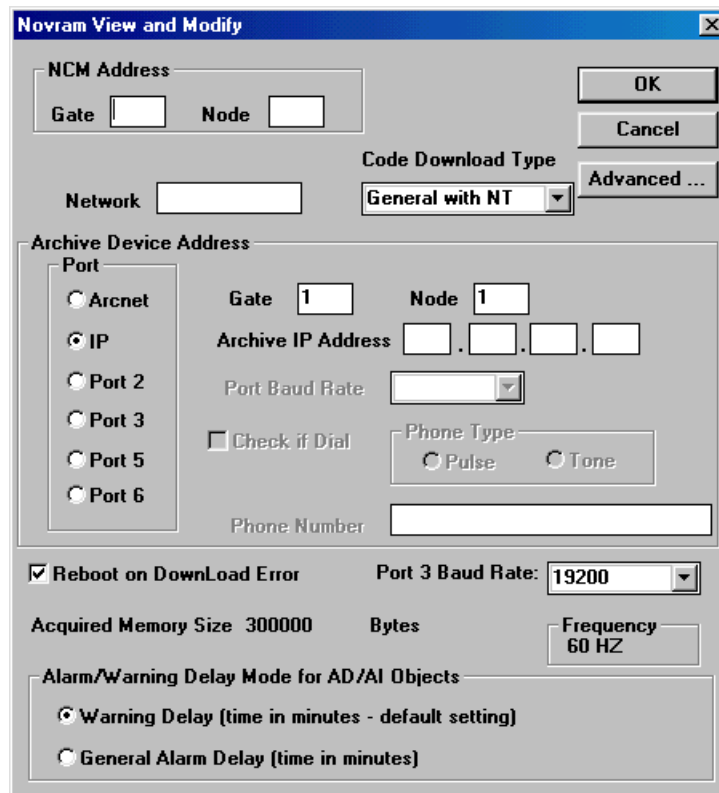 Novram View and Modify
NCM Address
Gate Node
OK
Cancel
Code Download Type
Advanced ...
Network General with NT
Archive Device Address
Port
Arcnet Gate 1 Node 1
IP Archive IP Address . . .
Port 2 Port Baud Rate
Port 3 Check if Dial Phone Type
Port 5 Pulse Tone
Port 6
Phone Number
Reboot on DownLoad Error Port 3 Baud Rate: 19200
Acquired Memory Size 300000 Bytes Frequency
60 HZ
Alarm/Warning Delay Mode for AD/AI Objects
Warning Delay (time in minutes - default setting)
General Alarm Delay (time in minutes)